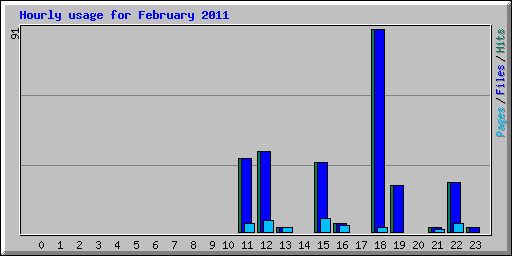 Hourly usage for February 2011
91
Pages/Files/Hits
0 1 2 3 4 5 6 7 8 9 10 11 12 13 14 15 16 17 18 19 20 21 22 23